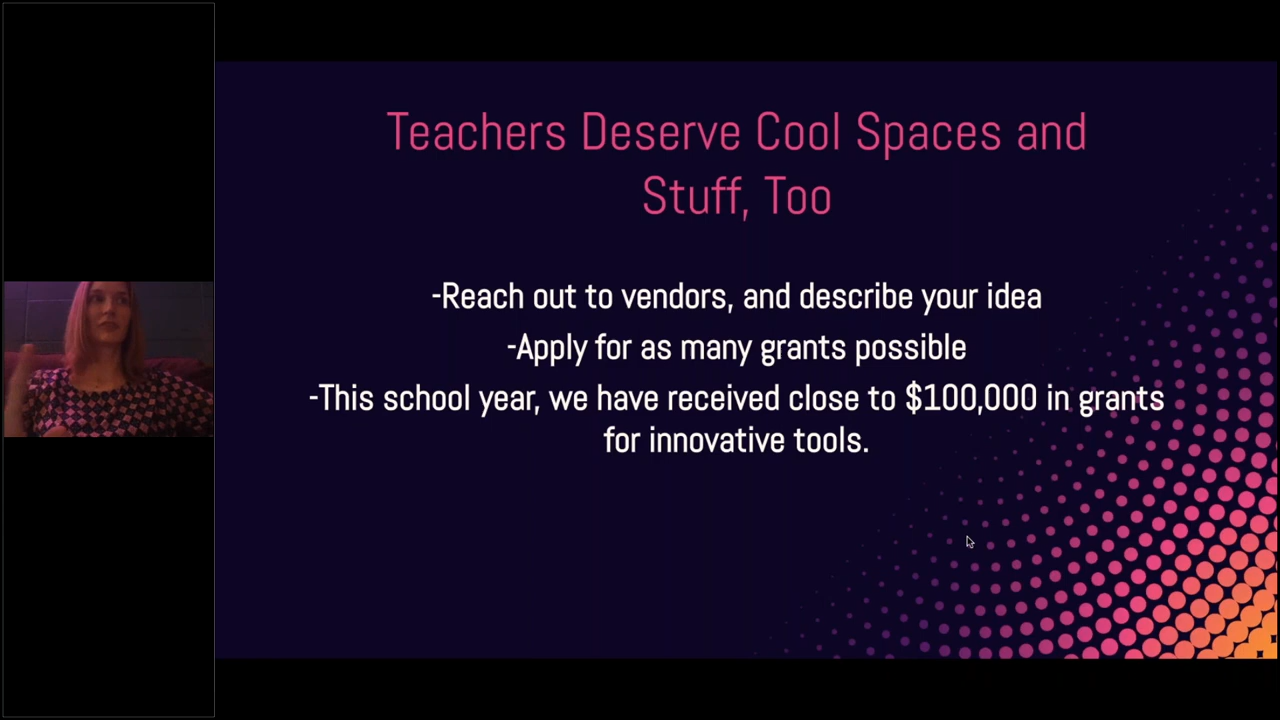 Teachers Deserve Cool Spaces and
Stuff, Too
-Reach out to vendors, and describe your idea
-Apply for as many grants possible
-This school year, we have received close to $100,000 in grants
for innovative tools.